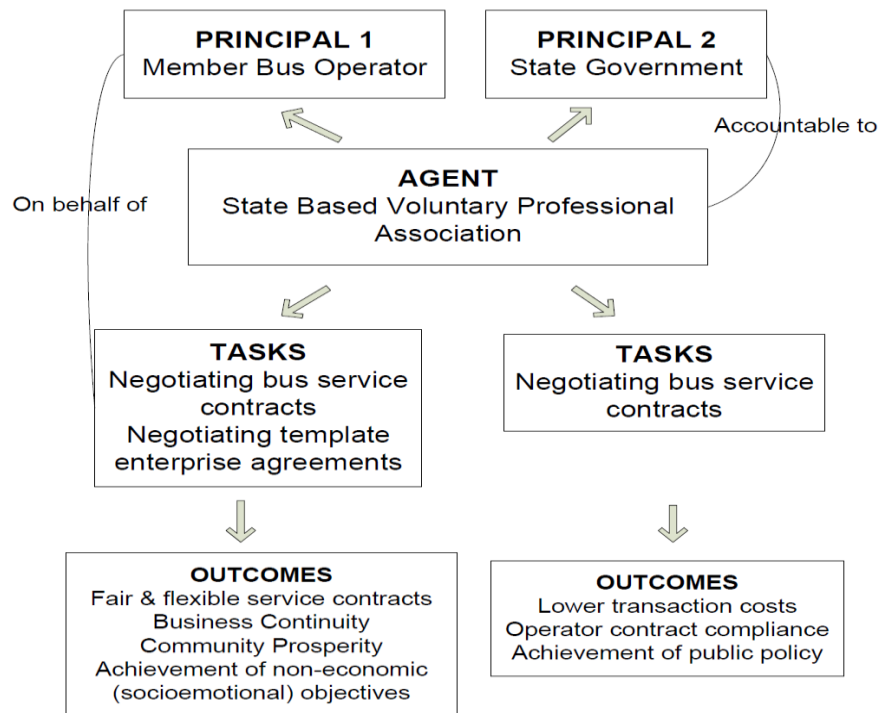 PRINCIPAL 1
Member Bus Operator
PRINCIPAL 2
State Government
Accountable to
On behalf of
AGENT
State Based Voluntary Professional
Association
TASKS
Negotiating bus service
contracts
Negotiating template
enterprise agreements
TASKS
Negotiating bus service
contracts
OUTCOMES
Fair & flexible service contracts
Business Continuity
Community Prosperity
Achievement of non-economic
(socioemotional) objectives
OUTCOMES
Lower transaction costs
Operator contract compliance
Achievement of public policy